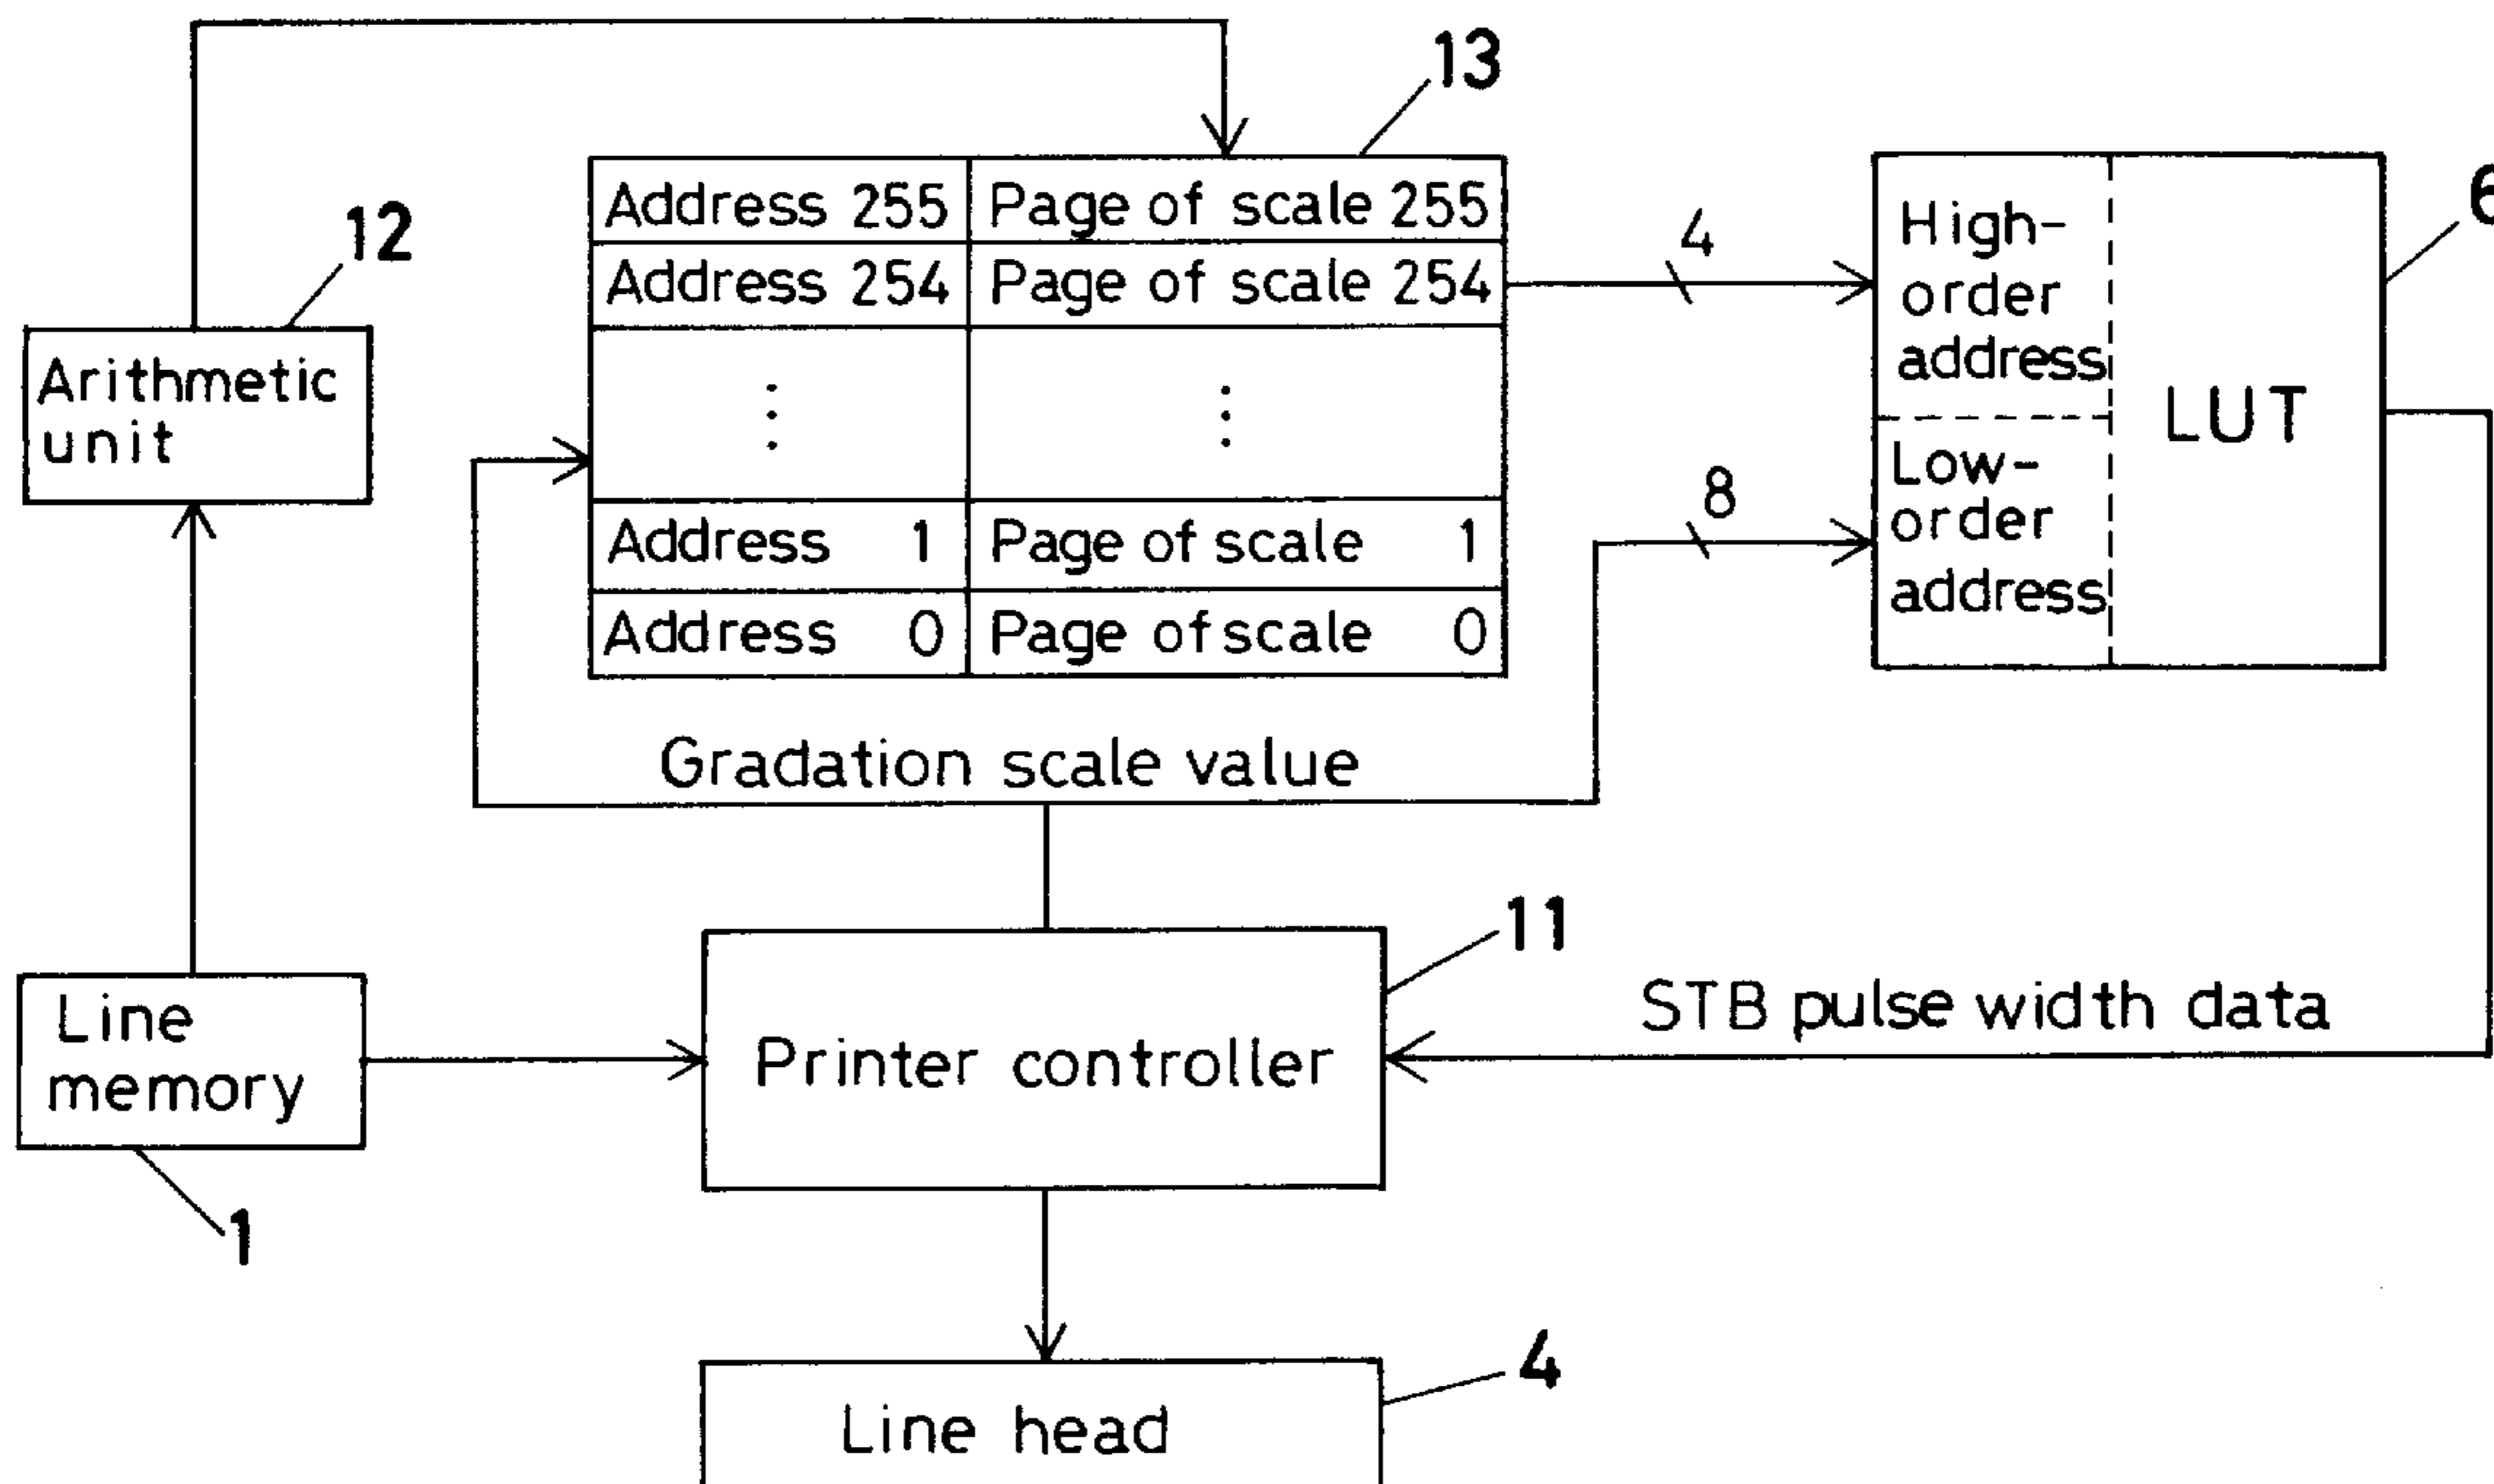 13
Address 255 Page of scale 255
Address 254 Page of scale 254
⋮ ⋮
Address 1 Page of scale 1
Address 0 Page of scale 0
12
Arithmetic
unit
4
8
High-
order
address
Low-
order
address
LUT
6
Gradation scale value
11
Line
memory
1
Printer controller
STB pulse width data
4
Line head